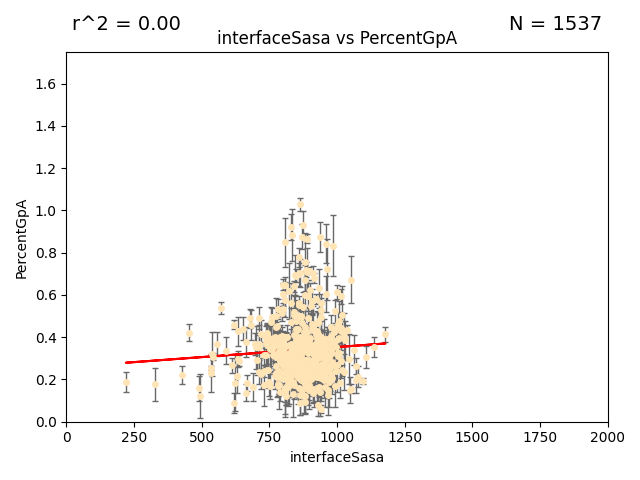 r^2 = 0.00
N = 1537
interfaceSasa vs PercentGpA
PercentGpA
1.6
1.4
1.2
1.0
0.8
0.6
0.4
0.2
0.0
0 250 500 750 1000 1250 1500 1750 2000
interfaceSasa